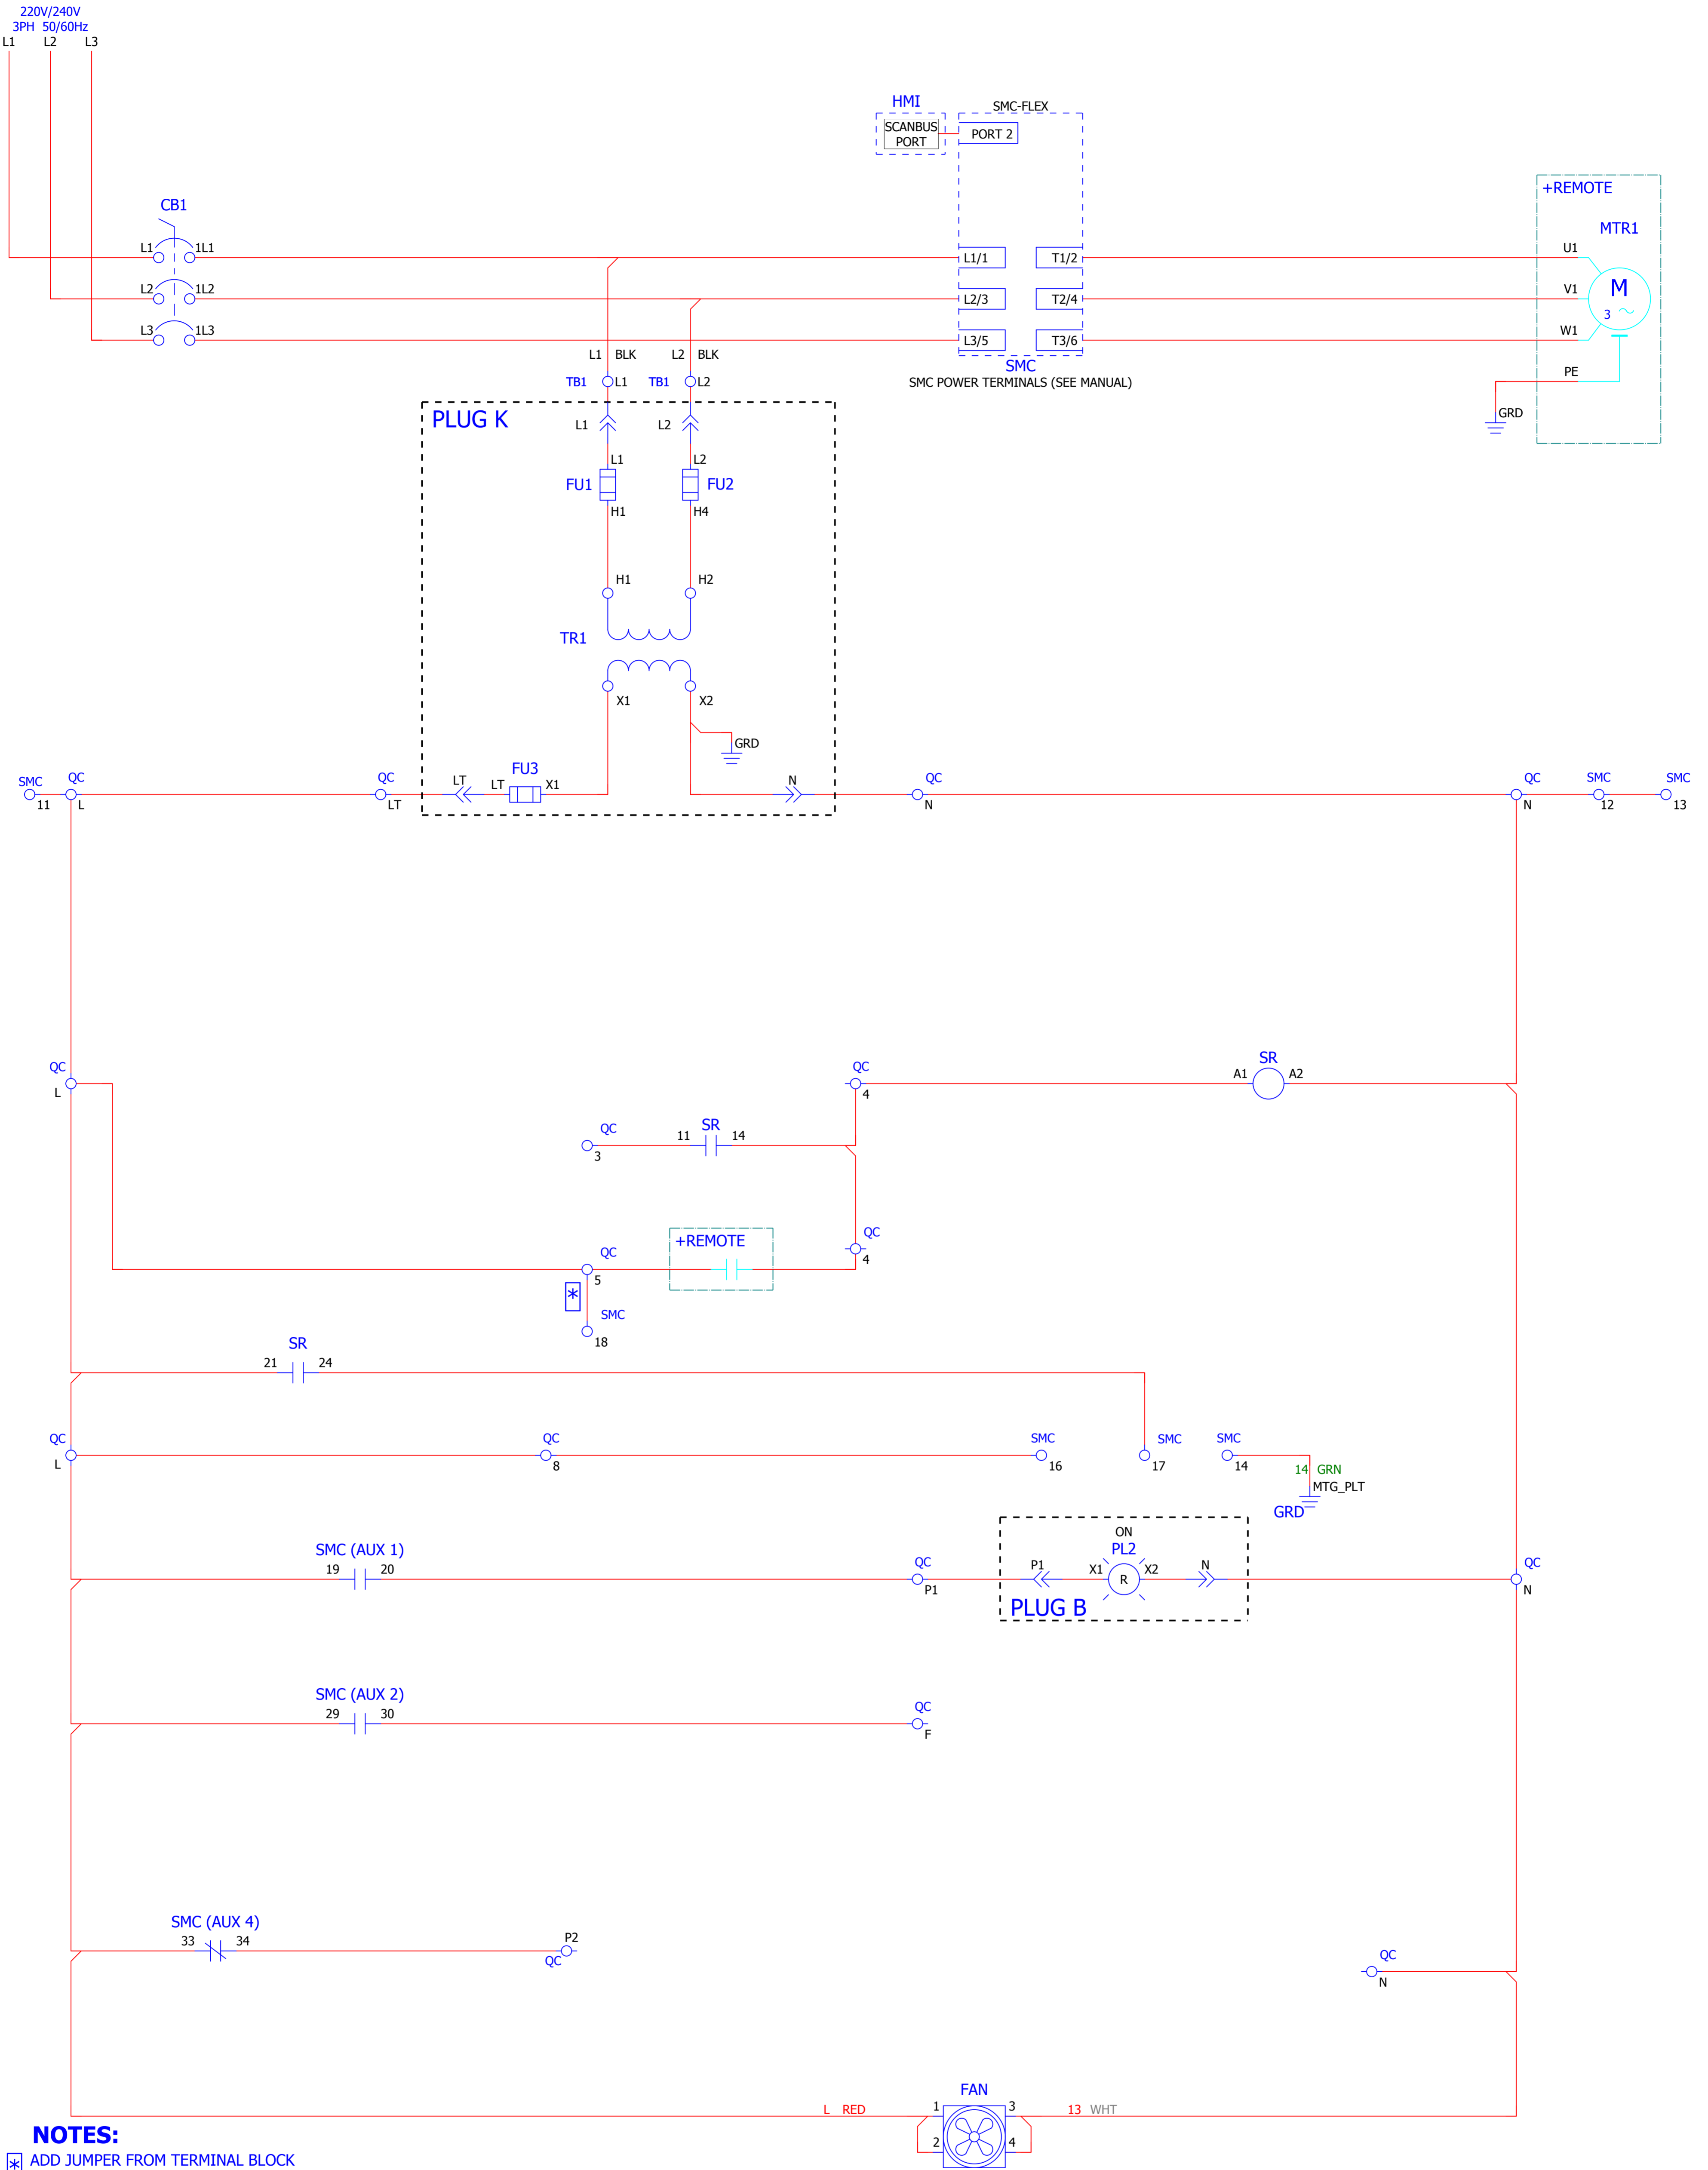 220V/240V
3PH 50/60Hz
L1 L2 L3
HMI
SCANBUS
PORT
SMC-FLEX
PORT 2
+REMOTE
MTR1
CB1
L1 1L1
L1/1 T1/2
U1
L2 1L2
L2/3 T2/4
V1
M
3
L3 1L3
L3/5 T3/6
W1
L1 BLK L2 BLK
SMC
SMC POWER TERMINALS (SEE MANUAL)
PE
TB1 L1 TB1 L2
GRD
PLUG K
L1 L2
L1 L2
FU1 FU2
H1 H4
H1 H2
TR1
X1 X2
GRD
SMC QC QC LT LT FU3 X1 N QC QC SMC SMC
11 L LT N N 12 13
QC QC SR
L 4 A1 A2
QC 11 SR 14
3
+REMOTE
QC QC
5 4
*
SMC
18
SR
21 24
QC QC SMC SMC SMC
L 8 16 17 14
14 GRN
MTG_PLT
GRD
SMC (AUX 1)
19 20
QC
P1
ON
PL2
P1 X1 R X2 N
PLUG B
QC
N
SMC (AUX 2)
29 30
QC
F
SMC (AUX 4)
33 34
P2
QC
QC
N
FAN
L RED 1 3 13 WHT
2 4
NOTES:
* ADD JUMPER FROM TERMINAL BLOCK